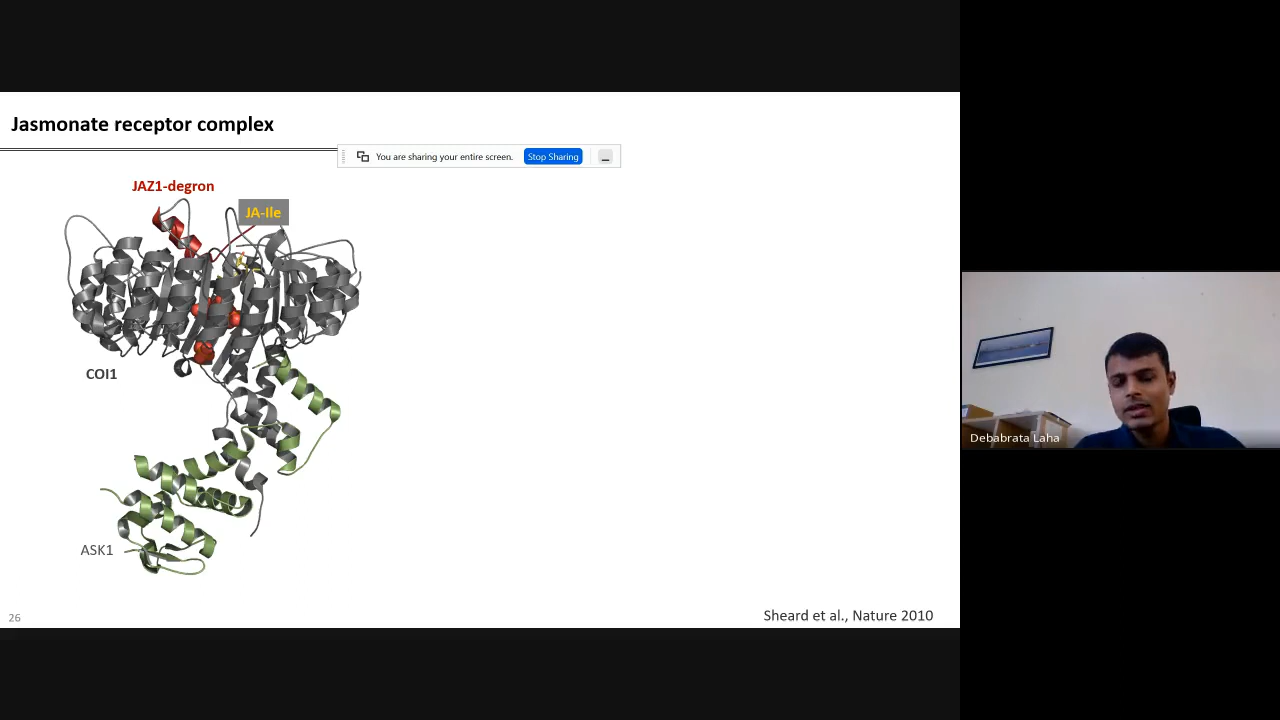 Jasmonate receptor complex
You are sharing your entire screen.
Stop Sharing
JAZ1-degron
JA-Ile
COI1
ASK1
26
Sheard et al., Nature 2010
Debabrata Laha